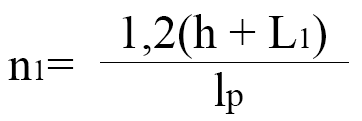 n1= 1,2(h + L1)
lp